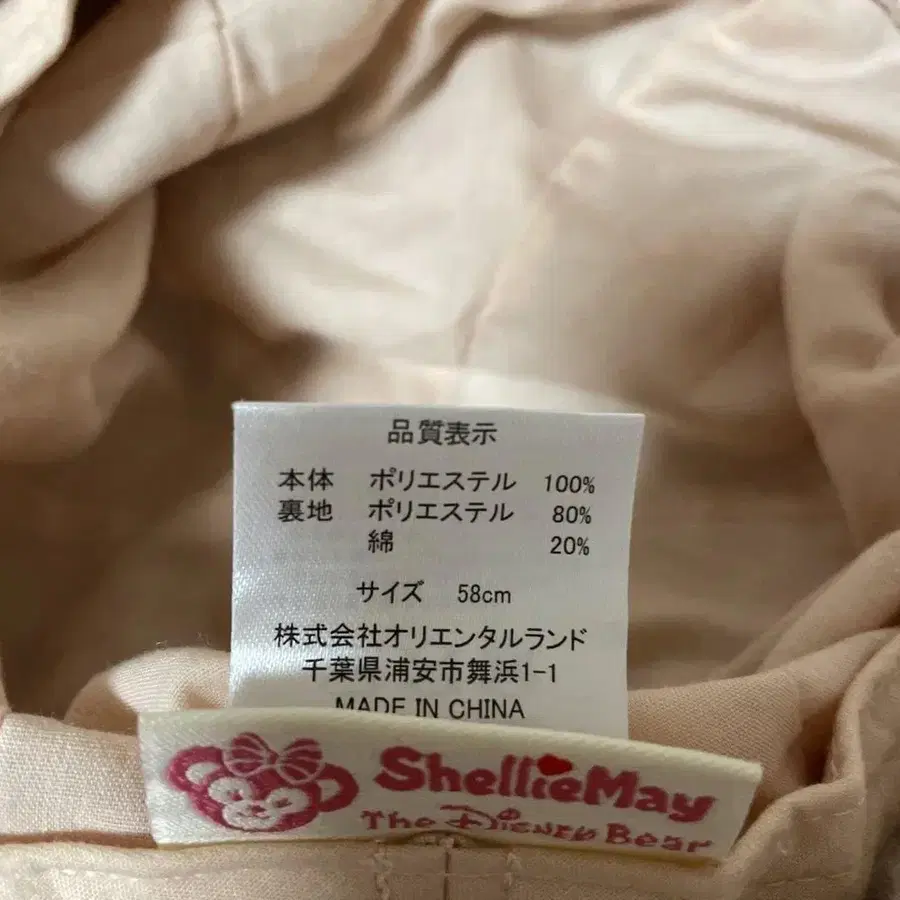 品質表示
本体 ポリエステル 100%
裏地 ポリエステル 80%
綿 20%
サイズ 58cm
株式会社オリエンタルランド
千葉県浦安市舞浜1-1
MADE IN CHINA
ShellieMay
The Disney Bear